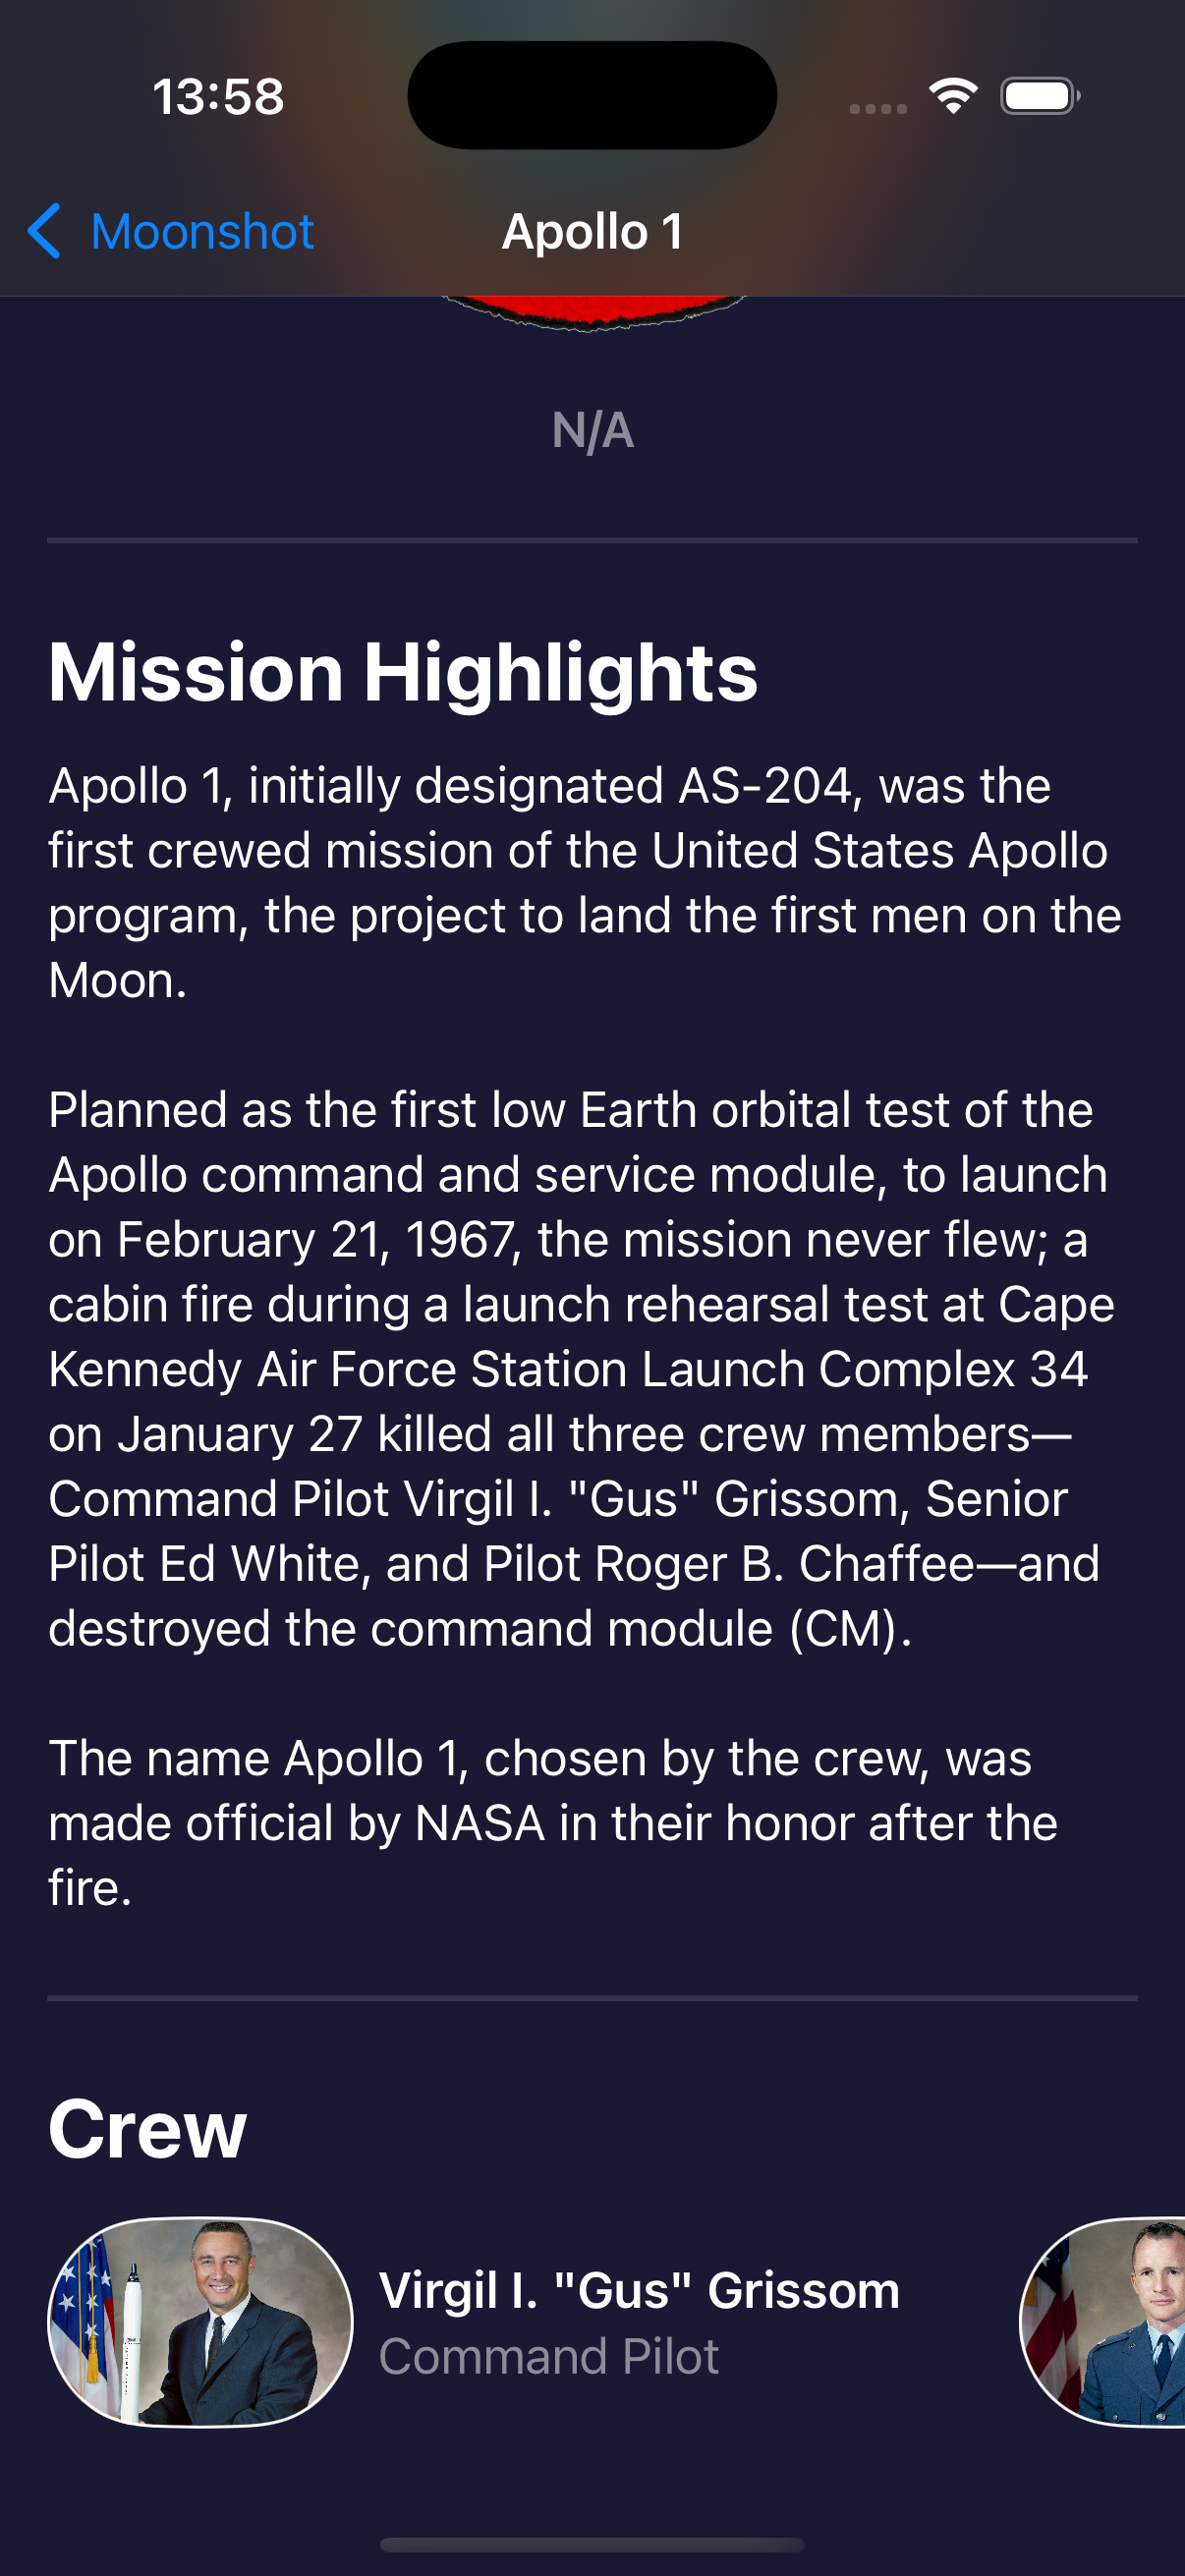 13:58
Moonshot
Apollo 1
N/A
Mission Highlights
Apollo 1, initially designated AS-204, was the
first crewed mission of the United States Apollo
program, the project to land the first men on the
Moon.
Planned as the first low Earth orbital test of the
Apollo command and service module, to launch
on February 21, 1967, the mission never flew; a
cabin fire during a launch rehearsal test at Cape
Kennedy Air Force Station Launch Complex 34
on January 27 killed all three crew members—
Command Pilot Virgil I. "Gus" Grissom, Senior
Pilot Ed White, and Pilot Roger B. Chaffee—and
destroyed the command module (CM).
The name Apollo 1, chosen by the crew, was
made official by NASA in their honor after the
fire.
Crew
Virgil I. "Gus" Grissom
Command Pilot